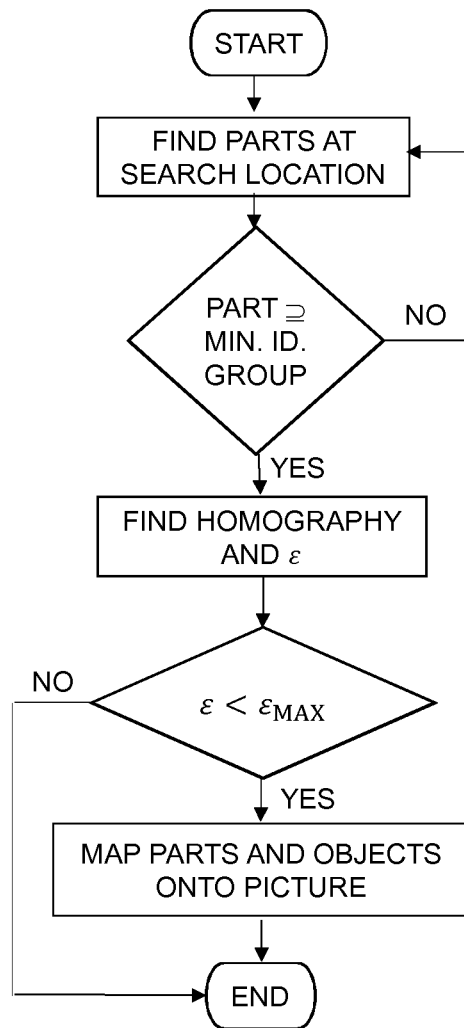 START
FIND PARTS AT
SEARCH LOCATION
PART ⊇
MIN. ID.
GROUP
NO
YES
FIND HOMOGRAPHY
AND ε
NO
ε < ε_MAX
YES
MAP PARTS AND OBJECTS
ONTO PICTURE
END